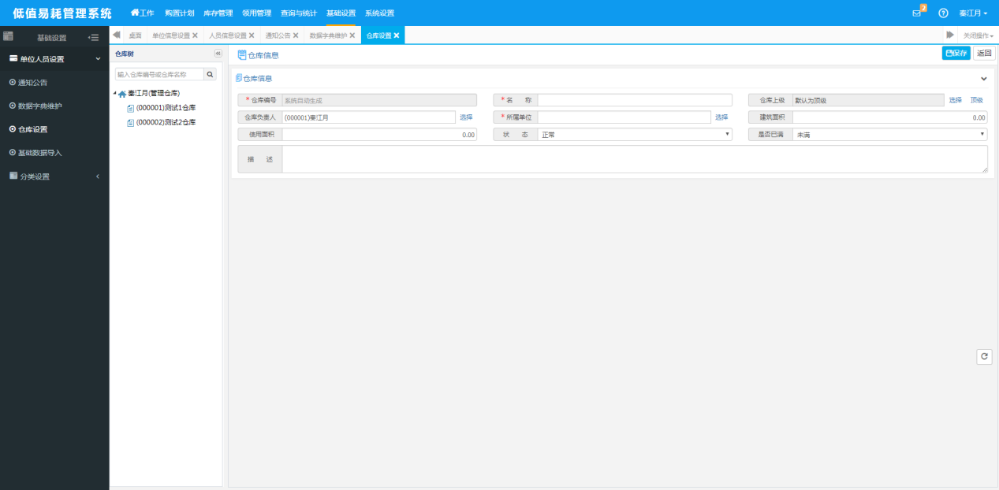 低值易耗管理系统 工作 购置计划 库存管理 领用管理 查询与统计 基础设置 系统设置 2 秦江月
基础设置 桌面 单位信息设置 人员信息设置 通知公告 数据字典维护 仓库设置 关闭操作
单位人员设置
通知公告
数据字典维护
仓库设置
基础数据导入
分类设置
仓库树
输入仓库编号或仓库名称
秦江月(管理仓库)
(000001)测试1仓库
(000002)测试2仓库
仓库信息 保存 返回
仓库信息
* 仓库编号 系统自动生成 * 名 称 仓库上级 默认为顶级 选择 顶级
仓库负责人 (000001)秦江月 选择 * 所属单位 选择 建筑面积 0.00
使用面积 0.00 状 态 正常 是否已满 未满
描 述